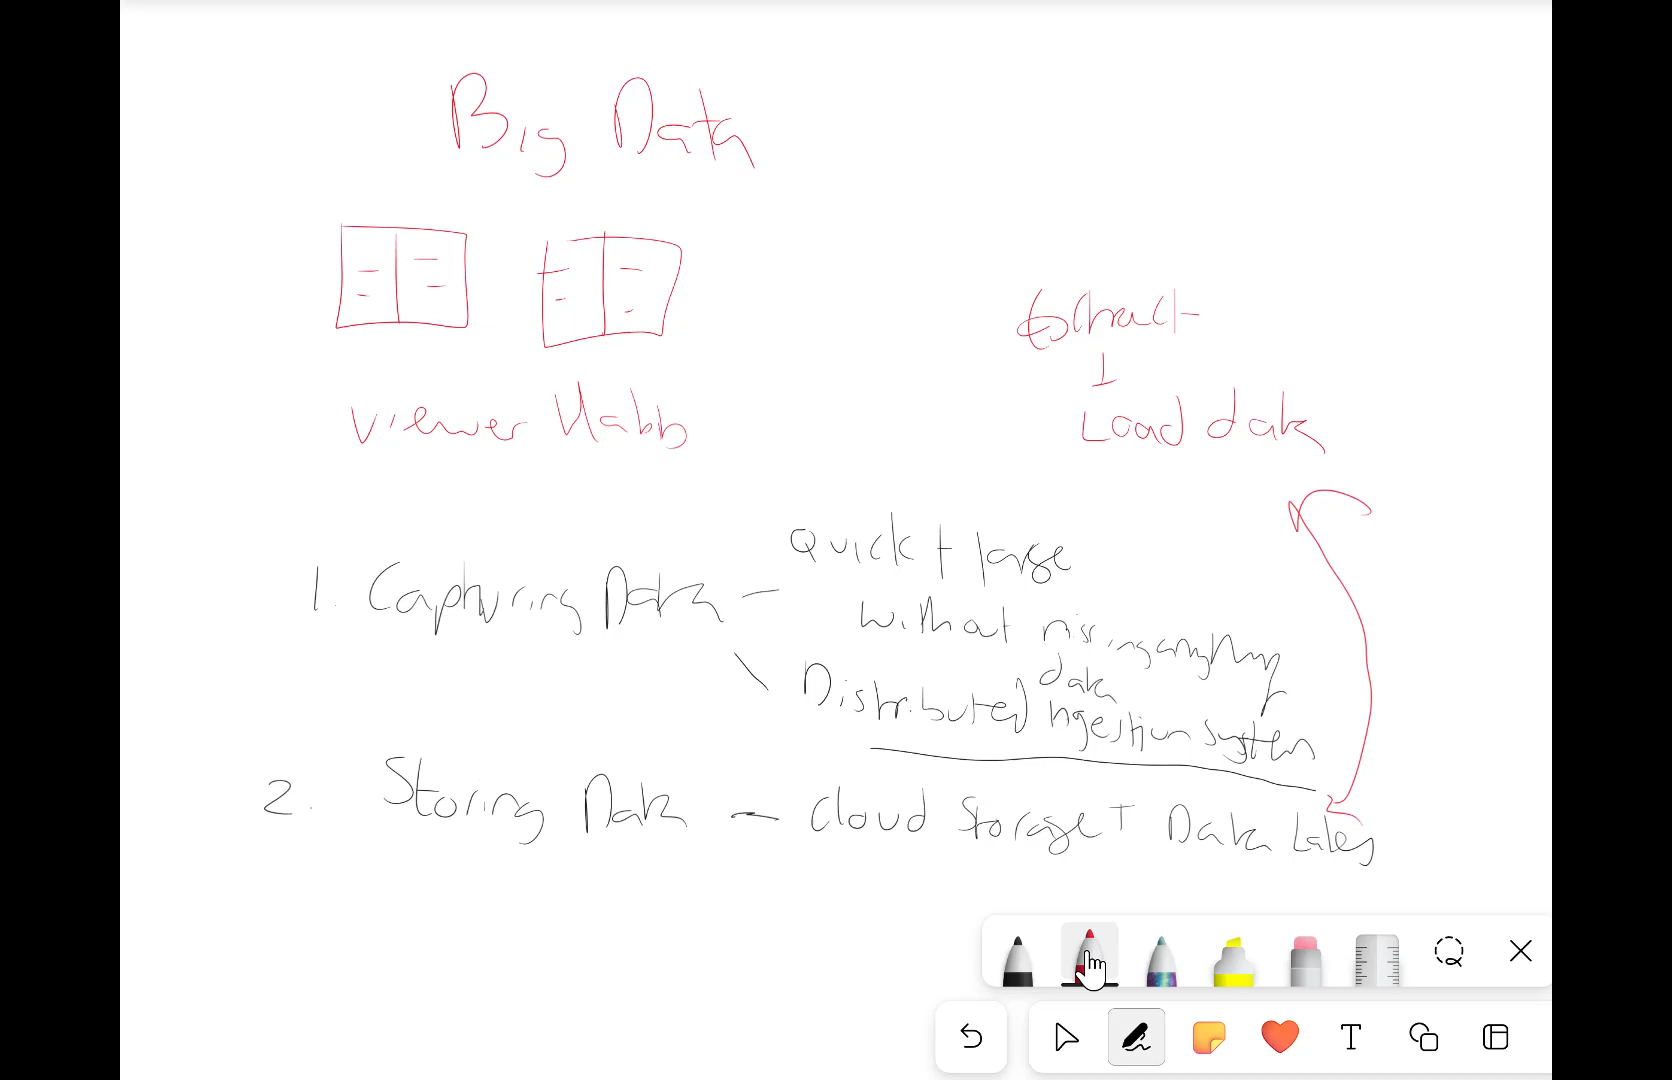 Big Data
Extract
Load data
viewer Habb
Quick + large
1. Capturing Data -
without missing anything
data
Distributed ingestion system
2. Storing Data - Cloud Storage + Data Lakes
T